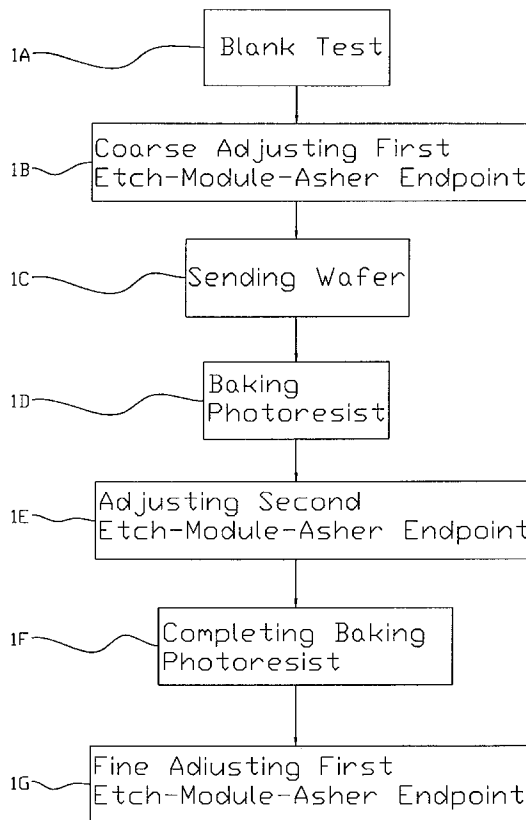 1A
Blank Test
1B
Coarse Adjusting First
Etch-Module-Asher Endpoint
1C
Sending Wafer
1D
Baking
Photoresist
1E
Adjusting Second
Etch-Module-Asher Endpoint
1F
Completing Baking
Photoresist
1G
Fine Adiusting First
Etch-Module-Asher Endpoint